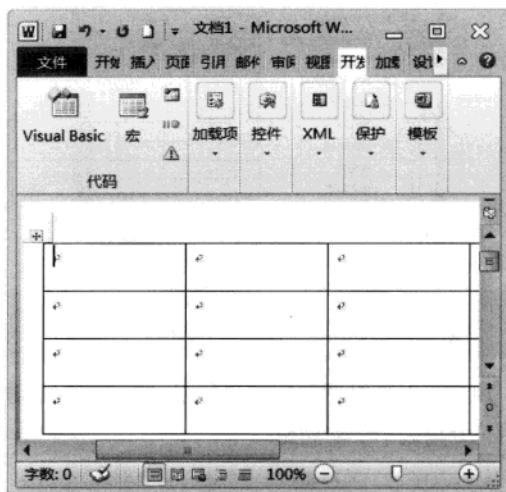 文档1 - Microsoft W...
文件 开始 插入 页面 引用 邮件 审阅 视图 开发 加载 设计
Visual Basic 宏 加载项 控件 XML 保护 模板
代码
字数: 0 100%